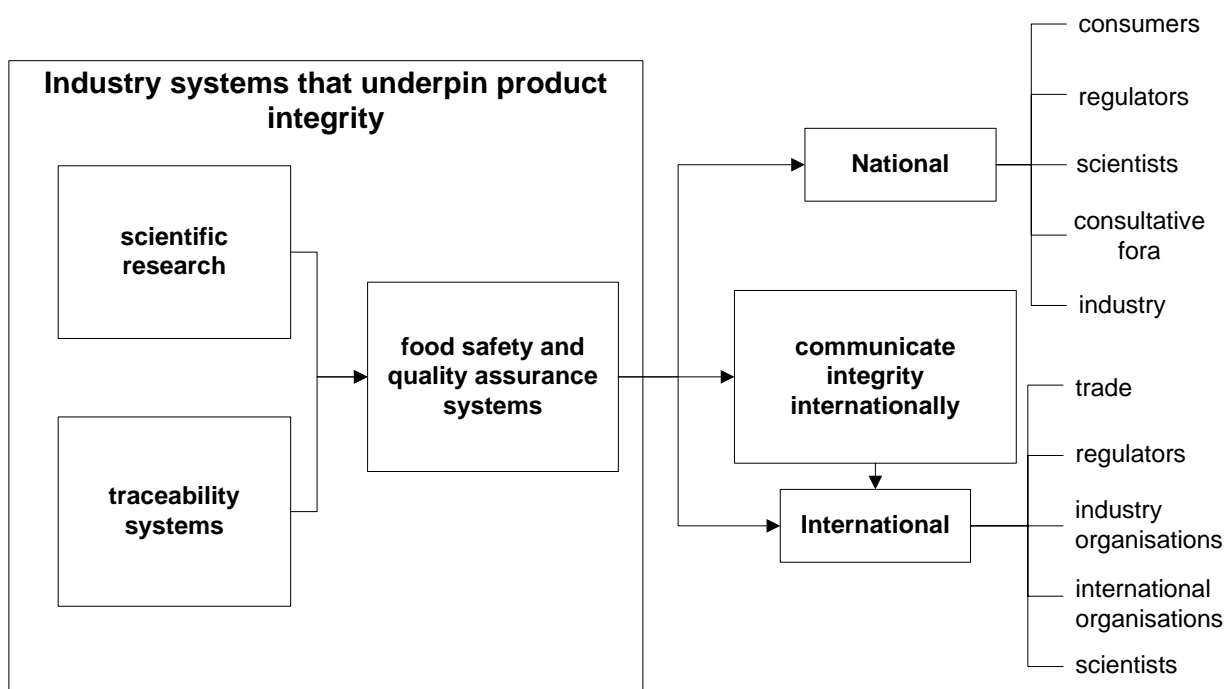 Industry systems that underpin product
integrity
scientific
research
traceability
systems
food safety and
quality assurance
systems
National
communicate
integrity
internationally
International
consumers
regulators
scientists
consultative
fora
industry
trade
regulators
industry
organisations
international
organisations
scientists